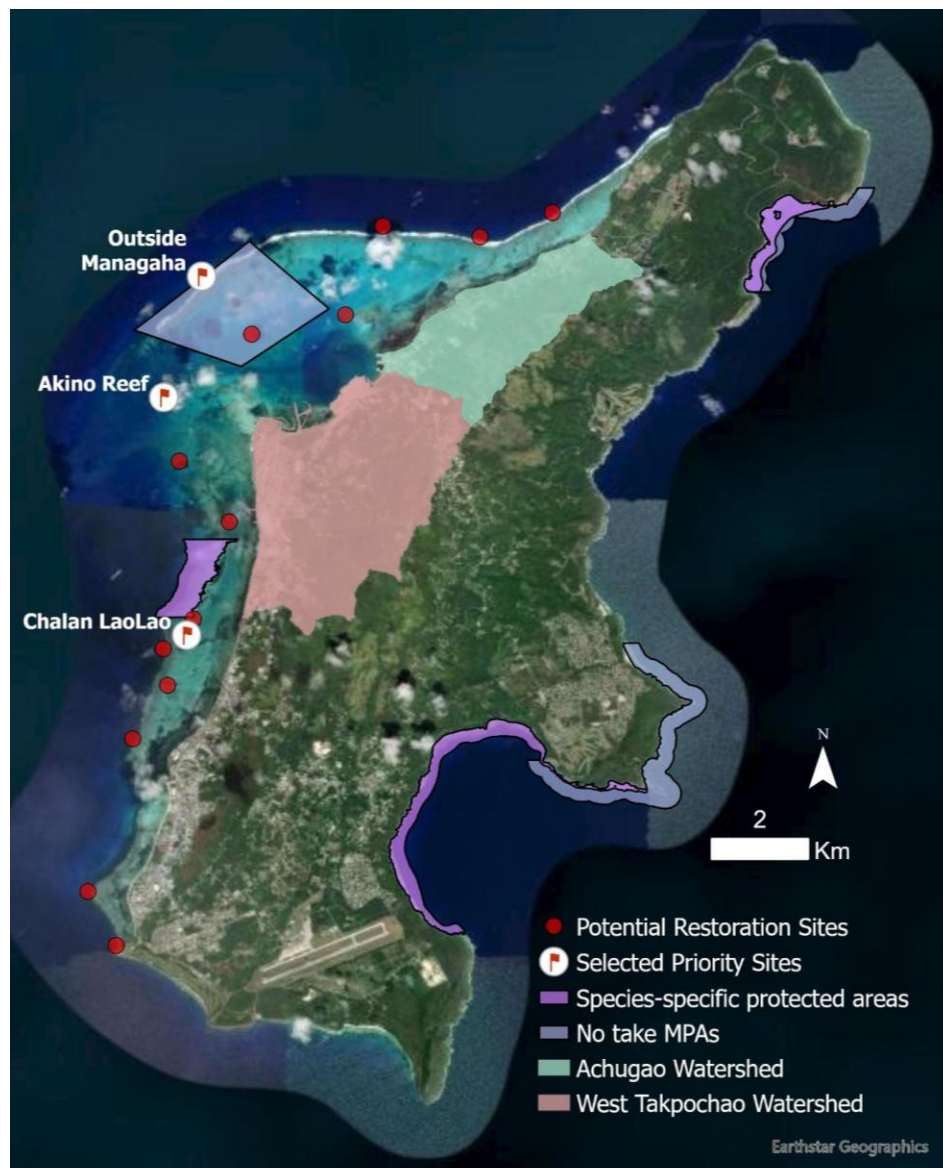 Outside
Managaha
Akino Reef
Chalan LaoLao
N
2
Km
Potential Restoration Sites
Selected Priority Sites
Species-specific protected areas
No take MPAs
Achugao Watershed
West Takpochao Watershed
Earthstar Geographics